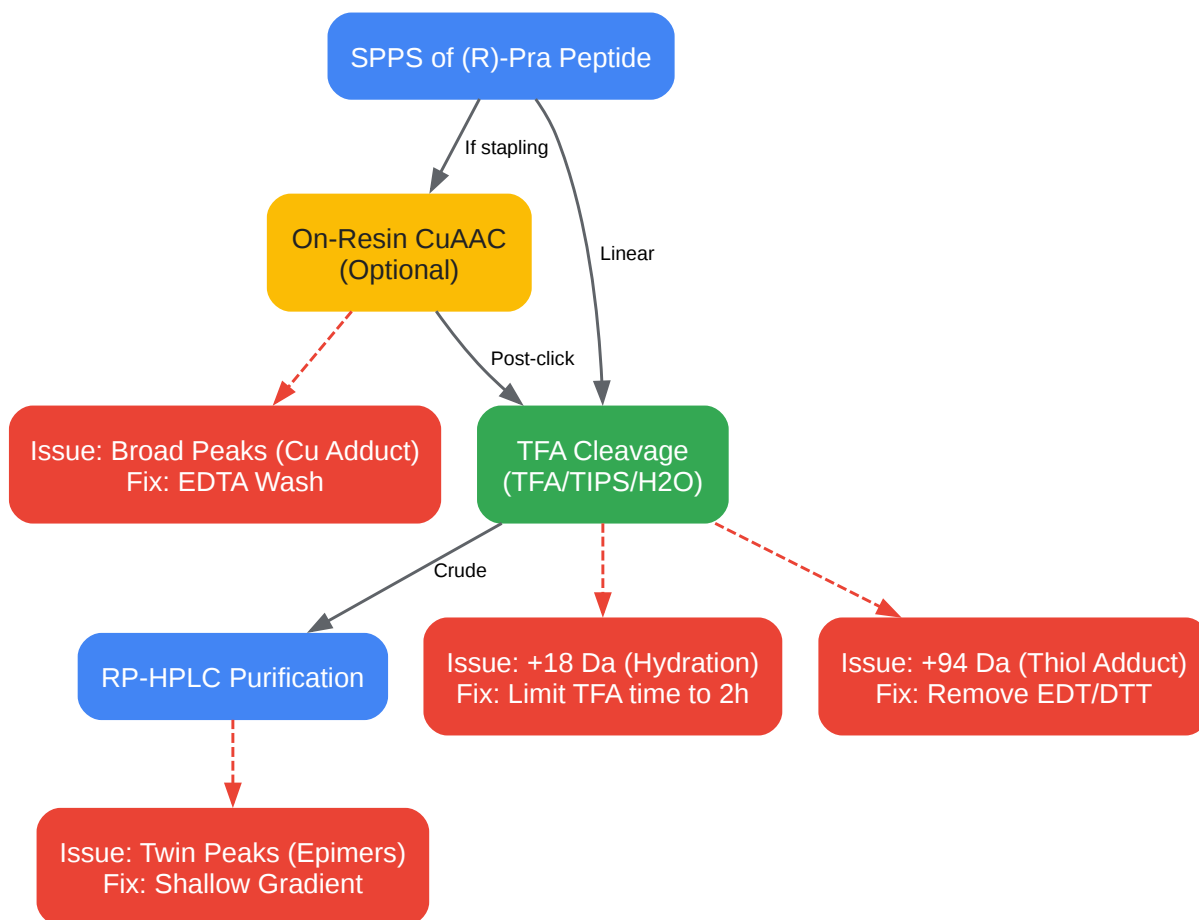 SPPS of (R)-Pra Peptide
If stapling
On-Resin CuAAC
(Optional)
Linear
Post-click
Issue: Broad Peaks (Cu Adduct)
Fix: EDTA Wash
TFA Cleavage
(TFA/TIPS/H2O)
Crude
RP-HPLC Purification
Issue: +18 Da (Hydration)
Fix: Limit TFA time to 2h
Issue: +94 Da (Thiol Adduct)
Fix: Remove EDT/DTT
Issue: Twin Peaks (Epimers)
Fix: Shallow Gradient